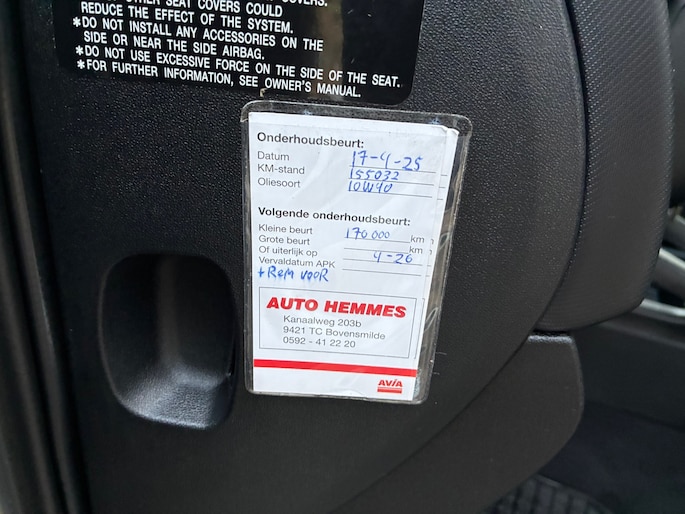 OTHER SEAT COVERS COULD
REDUCE THE EFFECT OF THE SYSTEM.
*DO NOT INSTALL ANY ACCESSORIES ON THE
SIDE OR NEAR THE SIDE AIRBAG.
*DO NOT USE EXCESSIVE FORCE ON THE SIDE OF THE SEAT.
*FOR FURTHER INFORMATION, SEE OWNER'S MANUAL.
Onderhoudsbeurt:
Datum 17-4-25
KM-stand 155032
Oliesoort 10W40
Volgende onderhoudsbeurt:
Kleine beurt 170 000 km
Grote beurt km
Of uiterlijk op 4-26
Vervaldatum APK
+ Rem voor
AUTO HEMMES
Kanaalweg 203b
9421 TC Bovensmilde
0592 - 41 22 20
AVIA